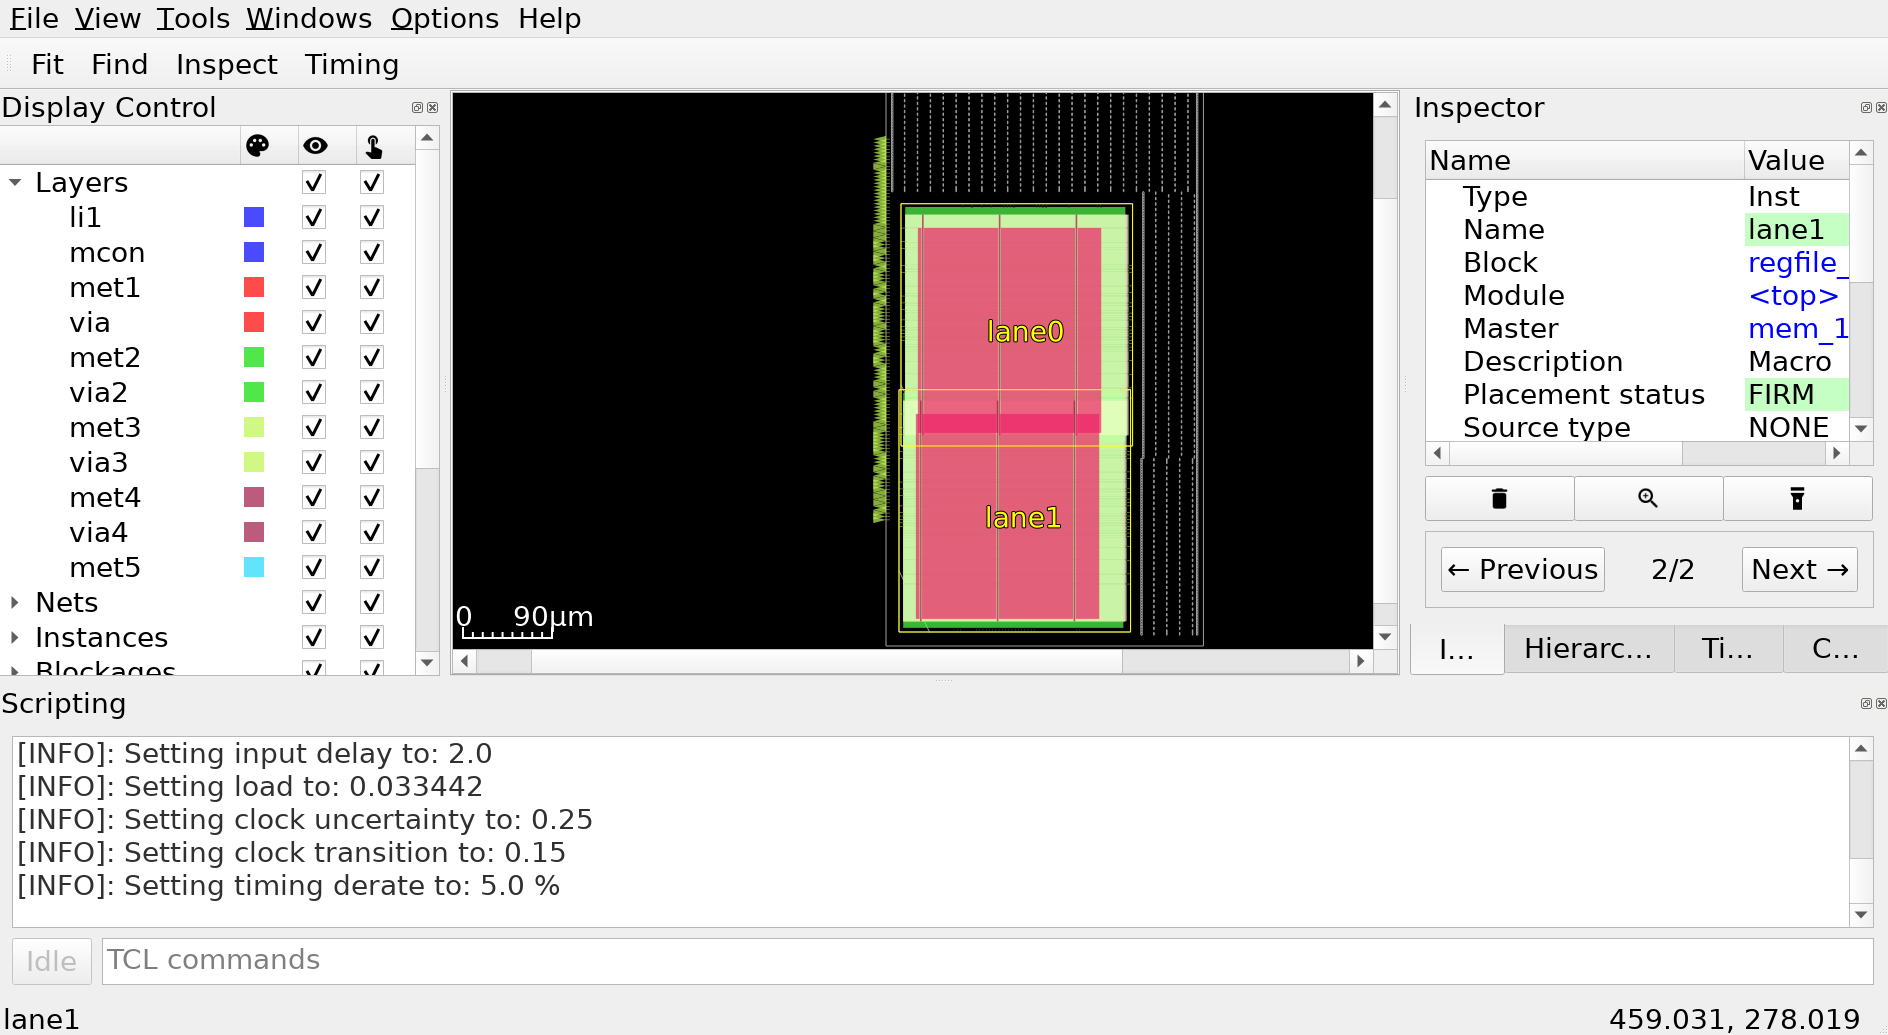 File View Tools Windows Options Help
Fit Find Inspect Timing
Display Control
Layers
li1
mcon
met1
via
met2
via2
met3
via3
met4
via4
met5
Nets
Instances
Blockages
lane0
lane1
0 90μm
Inspector
Name Value
Type Inst
Name lane1
Block regfile_
Module <top>
Master mem_1
Description Macro
Placement status FIRM
Source type NONE
← Previous 2/2 Next →
I... Hierarc... Ti... C...
Scripting
[INFO]: Setting input delay to: 2.0
[INFO]: Setting load to: 0.033442
[INFO]: Setting clock uncertainty to: 0.25
[INFO]: Setting clock transition to: 0.15
[INFO]: Setting timing derate to: 5.0 %
Idle TCL commands
lane1 459.031, 278.019